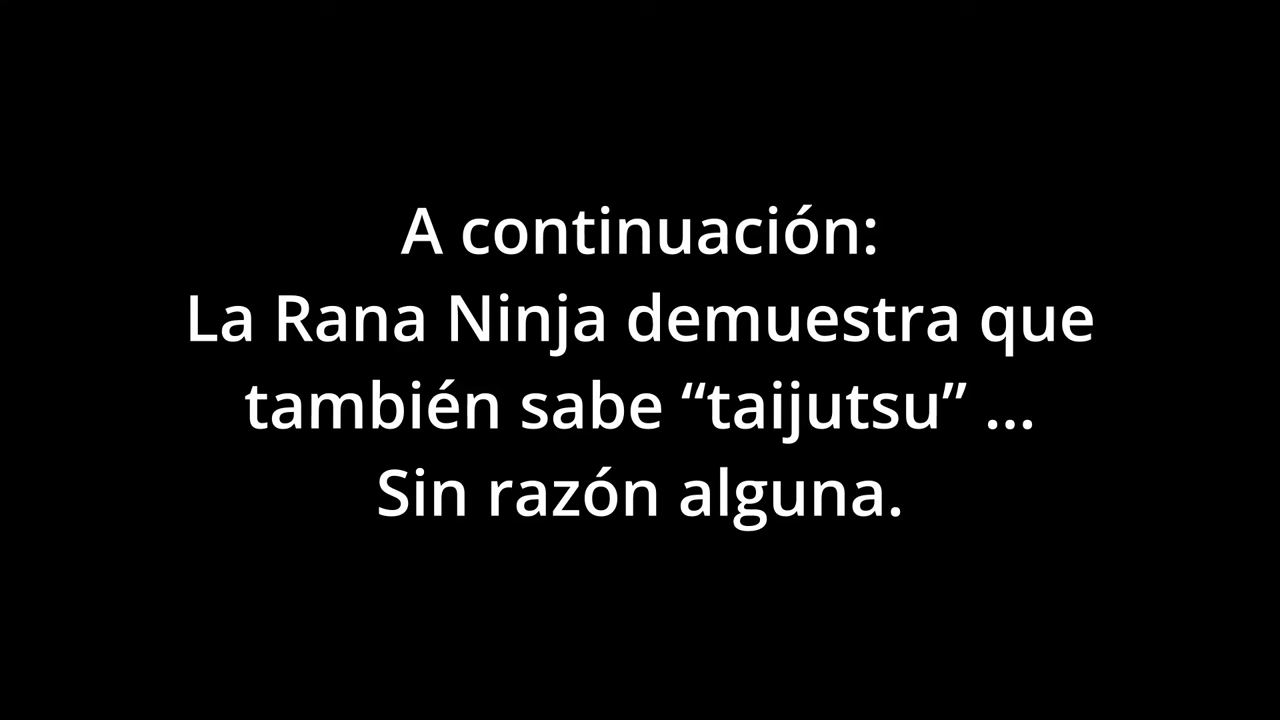 A continuación:
La Rana Ninja demuestra que
también sabe “taijutsu” ...
Sin razón alguna.